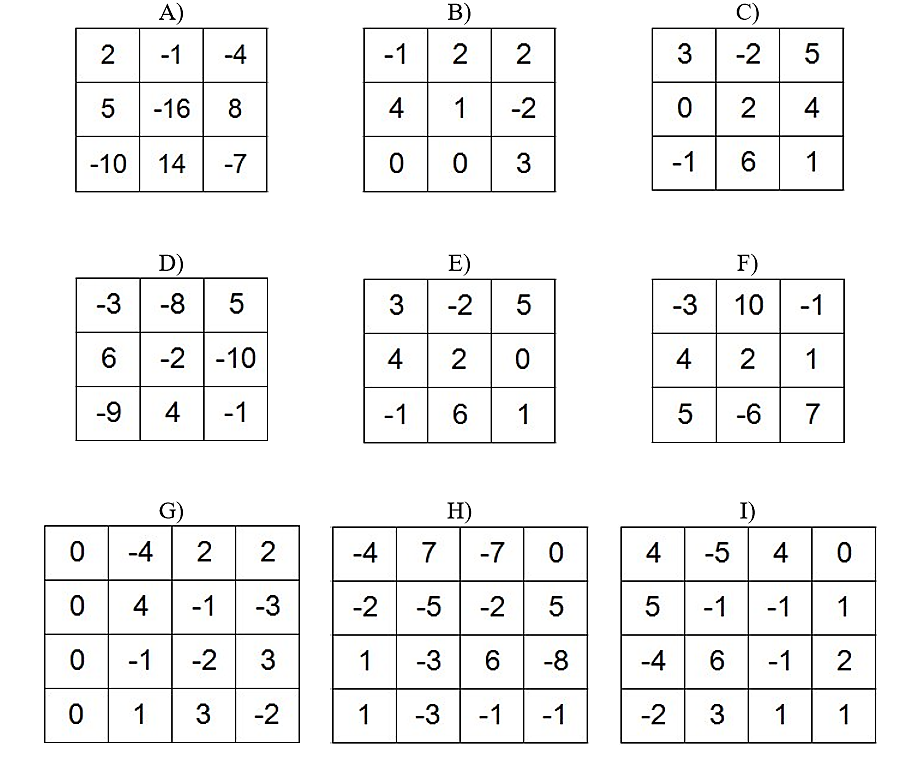 A) B) C)
2 -1 -4 -1 2 2 3 -2 5
5 -16 8 4 1 -2 0 2 4
-10 14 -7 0 0 3 -1 6 1
D) E) F)
-3 -8 5 3 -2 5 -3 10 -1
6 -2 -10 4 2 0 4 2 1
-9 4 -1 -1 6 1 5 -6 7
G) H) I)
0 -4 2 2 -4 7 -7 0 4 -5 4 0
0 4 -1 -3 -2 -5 -2 5 5 -1 -1 1
0 -1 -2 3 1 -3 6 -8 -4 6 -1 2
0 1 3 -2 1 -3 -1 -1 -2 3 1 1